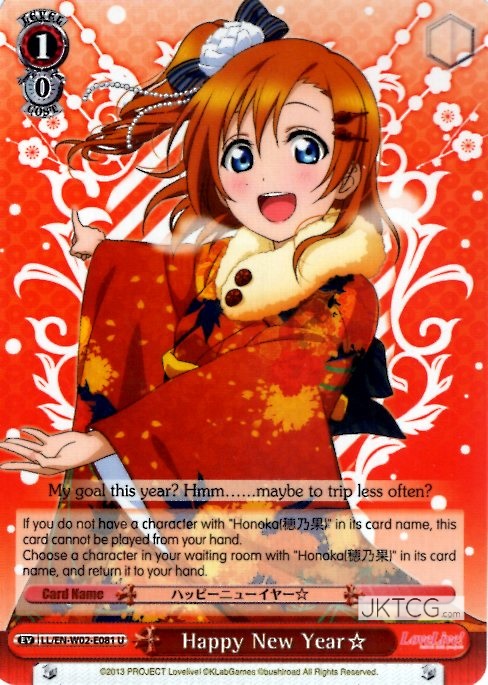 LEVEL
1
0
COST
My goal this year? Hmm……maybe to trip less often?
If you do not have a character with "Honoka(穂乃果)" in its card name, this
card cannot be played from your hand.
Choose a character in your waiting room with "Honoka(穂乃果)" in its card
name, and return it to your hand.
Card Name ハッピーニューイヤー☆
JKTCG.com
EV LL/EN-W02-E081 U Happy New Year☆ LoveLive!
©2013 PROJECT Lovelive! ©KLabGames ©bushiroad All Rights Reserved.